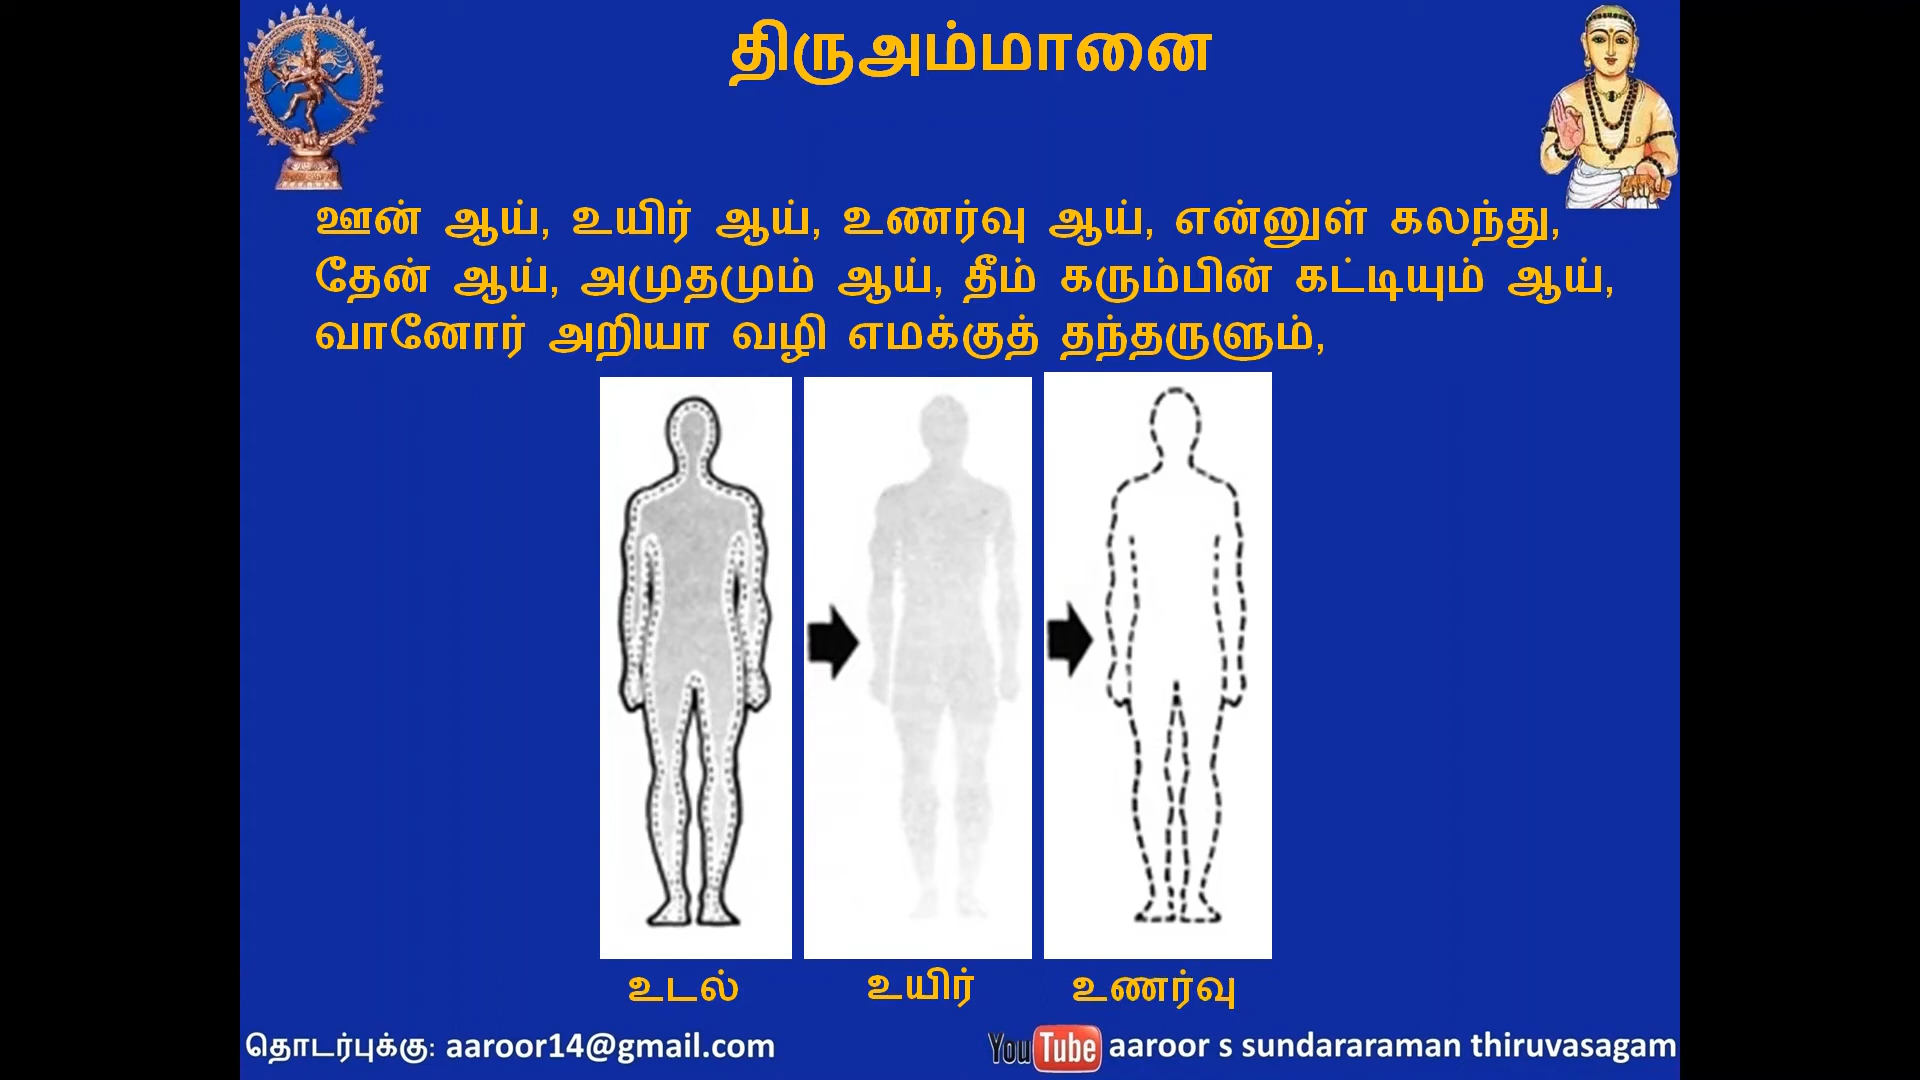 திருஅம்மானை
ஊன் ஆய், உயிர் ஆய், உணர்வு ஆய், என்னுள் கலந்து,
தேன் ஆய், அமுதமும் ஆய், தீம் கரும்பின் கட்டியும் ஆய்,
வானோர் அறியா வழி எமக்குத் தந்தருளும்,
உடல் உயிர் உணர்வு
தொடர்புக்கு: aaroor14@gmail.com YouTube aaroor s sundararaman thiruvasagam